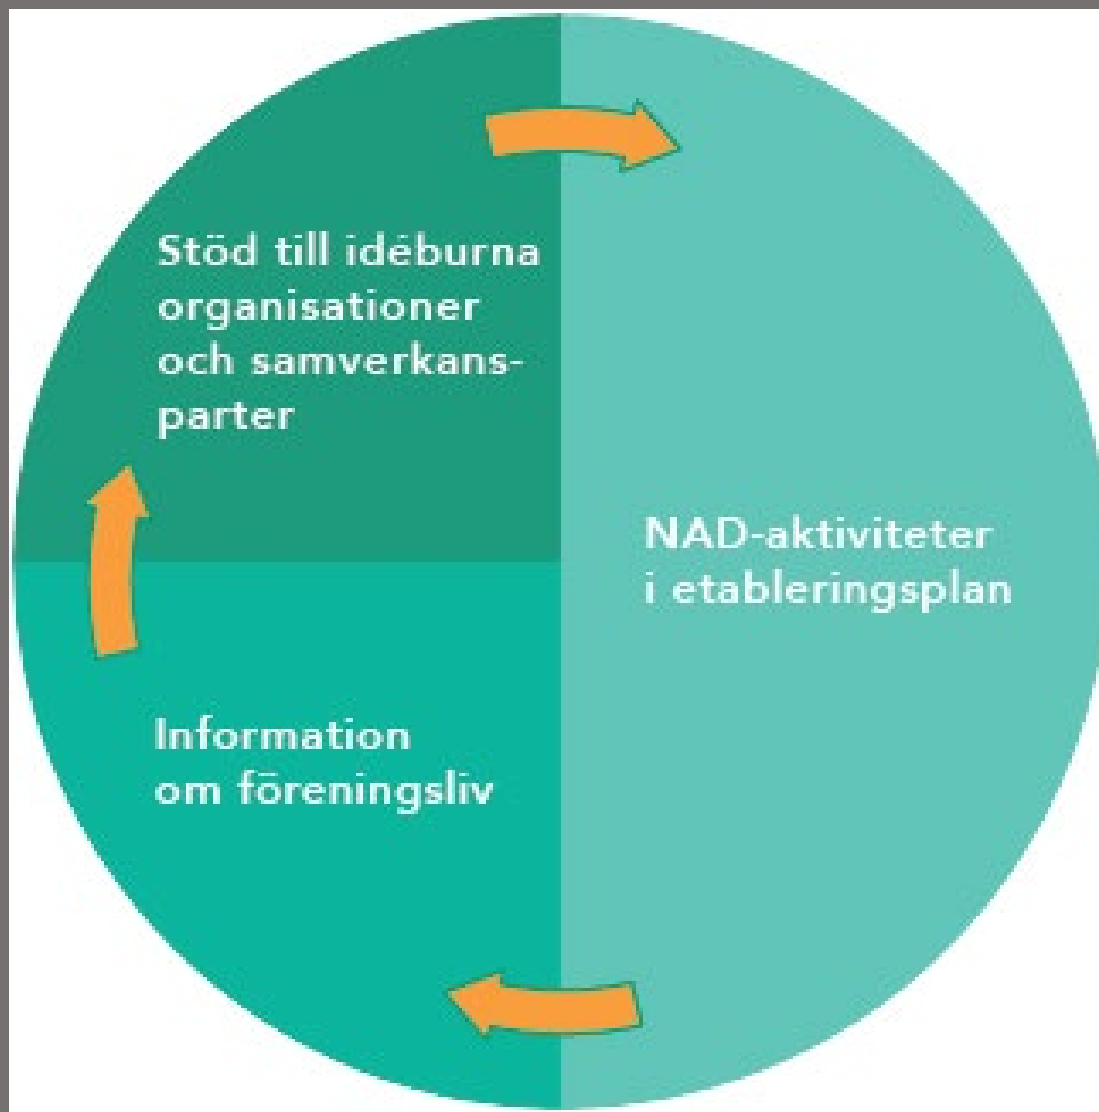 Stöd till idéburna
organisationer
och samverkans-
parter
NAD-aktiviteter
i etableringsplan
Information
om föreningsliv